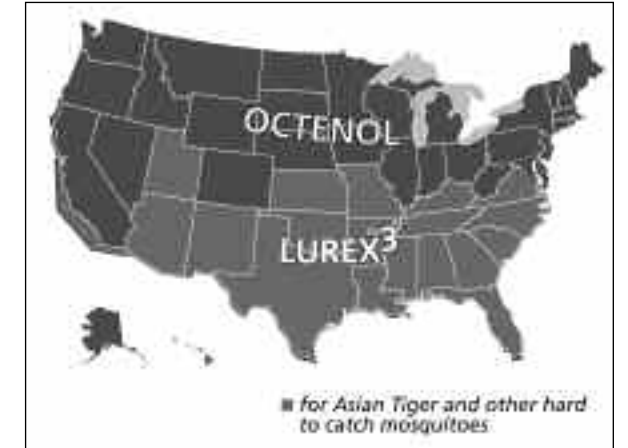 OCTENOL
LUREX³
■ for Asian Tiger and other hard
to catch mosquitoes